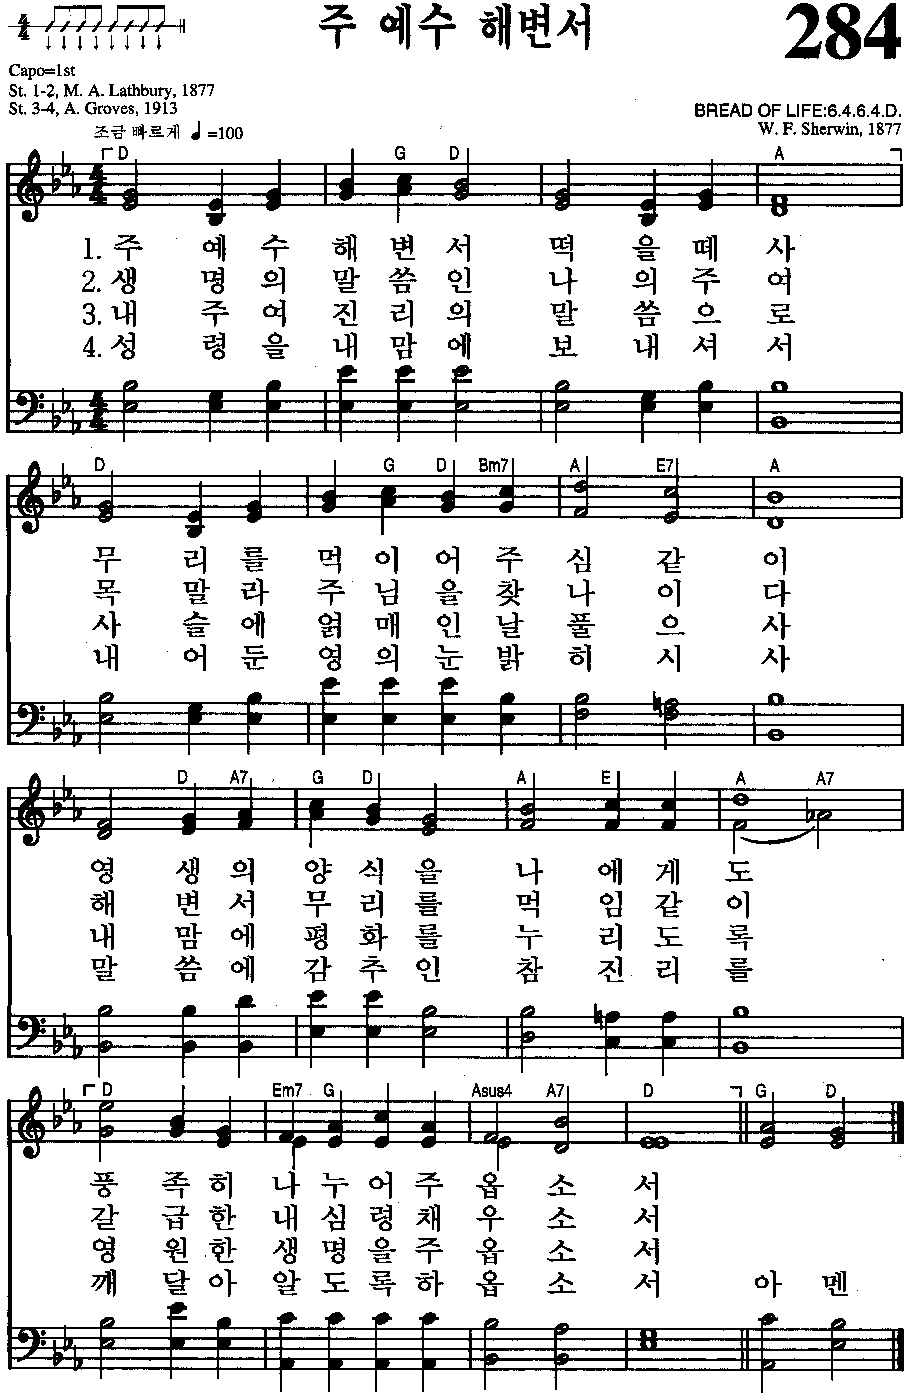 4/4
주 예수 해변서
284
Capo=1st
St. 1-2, M. A. Lathbury, 1877
St. 3-4, A. Groves, 1913
BREAD OF LIFE:6.4.6.4.D.
조금 빠르게 ♩=100
W. F. Sherwin, 1877
D G D A
1. 주 예 수 해 변 서 떡 을 떼 사
2. 생 명 의 말 씀 인 나 의 주 여
3. 내 주 여 진 리 의 말 씀 으 로
4. 성 령 을 내 맘 에 보 내 셔 서
D G D Bm7 A E7 A
무 리 를 먹 이 어 주 심 같 이
목 말 라 주 님 을 찾 나 이 다
사 슬 에 얽 매 인 날 풀 으 사
내 어 둔 영 의 눈 밝 히 시 사
D A7 G D A E A A7
영 생 의 양 식 을 나 에 게 도
해 변 서 무 리 를 먹 임 같 이
내 맘 에 평 화 를 누 리 도 록
말 씀 에 감 추 인 참 진 리 를
D Em7 G Asus4 A7 D G D
풍 족 히 나 누 어 주 옵 소 서
갈 급 한 내 심 령 채 우 소 서
영 원 한 생 명 을 주 옵 소 서
깨 달 아 알 도 록 하 옵 소 서 아 멘